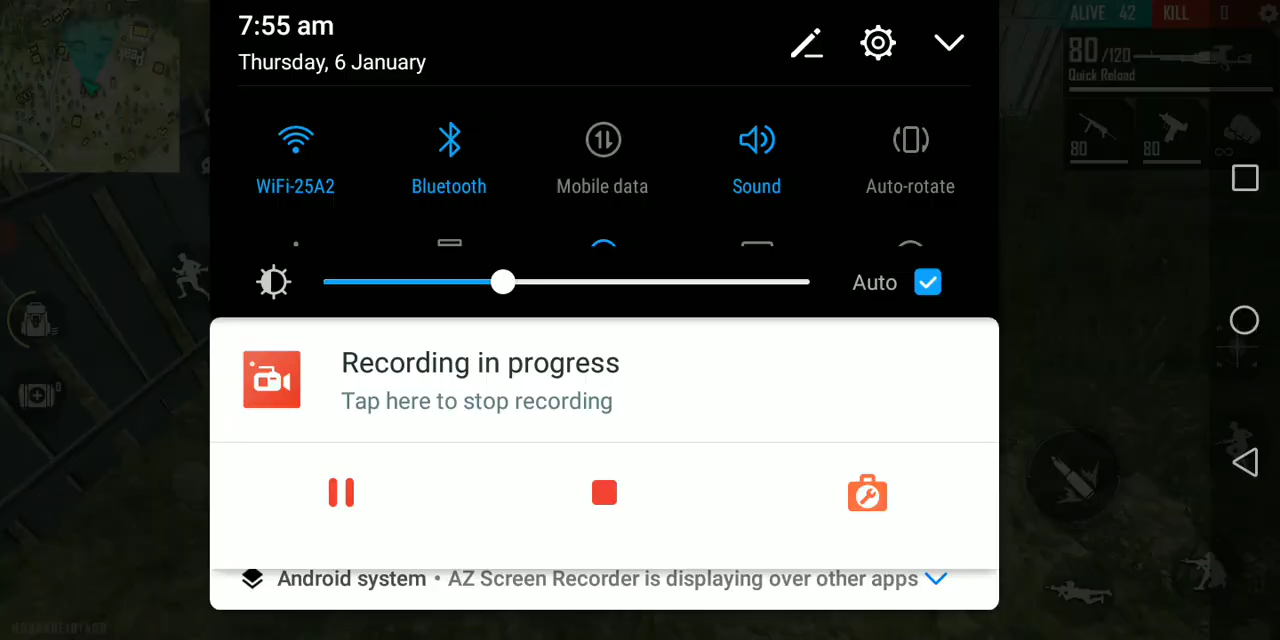 7:55 am
Thursday, 6 January
ALIVE 42 KILL 0
80/120
Quick Reload
80 80 ∞
Peak
WiFi-25A2 Bluetooth Mobile data Sound Auto-rotate
Auto
Recording in progress
Tap here to stop recording
0
Android system • AZ Screen Recorder is displaying over other apps